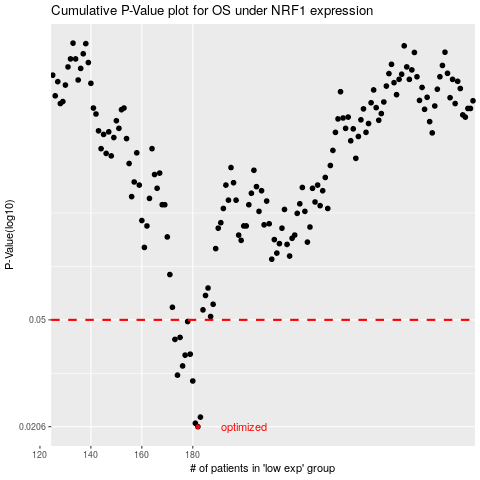 Cumulative P-Value plot for OS under NRF1 expression
P-Value(log10)
0.05
0.0206
optimized
120 140 160 180
# of patients in 'low exp' group